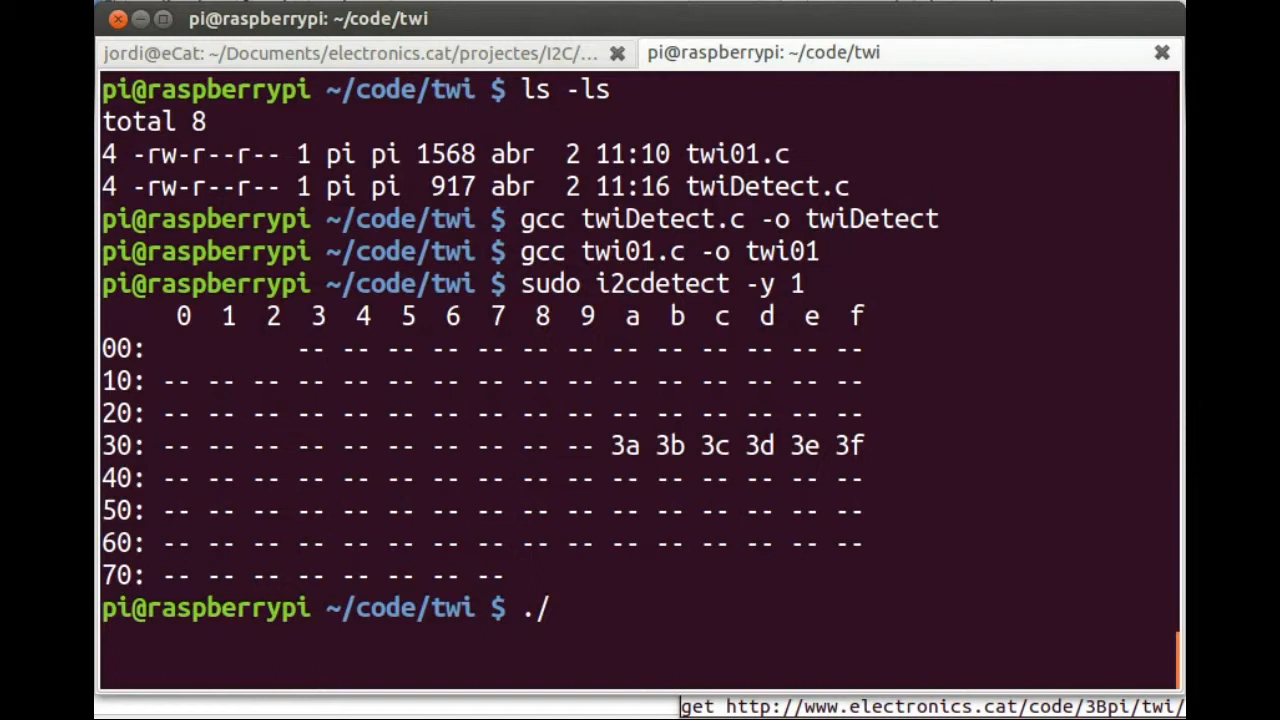 pi@raspberrypi: ~/code/twi
jordi@eCat: ~/Documents/electronics.cat/projectes/I2C/... pi@raspberrypi: ~/code/twi
pi@raspberrypi ~/code/twi $ ls -ls
total 8
4 -rw-r--r-- 1 pi pi 1568 abr  2 11:10 twi01.c
4 -rw-r--r-- 1 pi pi  917 abr  2 11:16 twiDetect.c
pi@raspberrypi ~/code/twi $ gcc twiDetect.c -o twiDetect
pi@raspberrypi ~/code/twi $ gcc twi01.c -o twi01
pi@raspberrypi ~/code/twi $ sudo i2cdetect -y 1
     0  1  2  3  4  5  6  7  8  9  a  b  c  d  e  f
00:          -- -- -- -- -- -- -- -- -- -- -- -- --
10: -- -- -- -- -- -- -- -- -- -- -- -- -- -- -- --
20: -- -- -- -- -- -- -- -- -- -- -- -- -- -- -- --
30: -- -- -- -- -- -- -- -- -- -- 3a 3b 3c 3d 3e 3f
40: -- -- -- -- -- -- -- -- -- -- -- -- -- -- -- --
50: -- -- -- -- -- -- -- -- -- -- -- -- -- -- -- --
60: -- -- -- -- -- -- -- -- -- -- -- -- -- -- -- --
70: -- -- -- -- -- -- -- --
pi@raspberrypi ~/code/twi $ ./
get http://www.electronics.cat/code/3Bpi/twi/